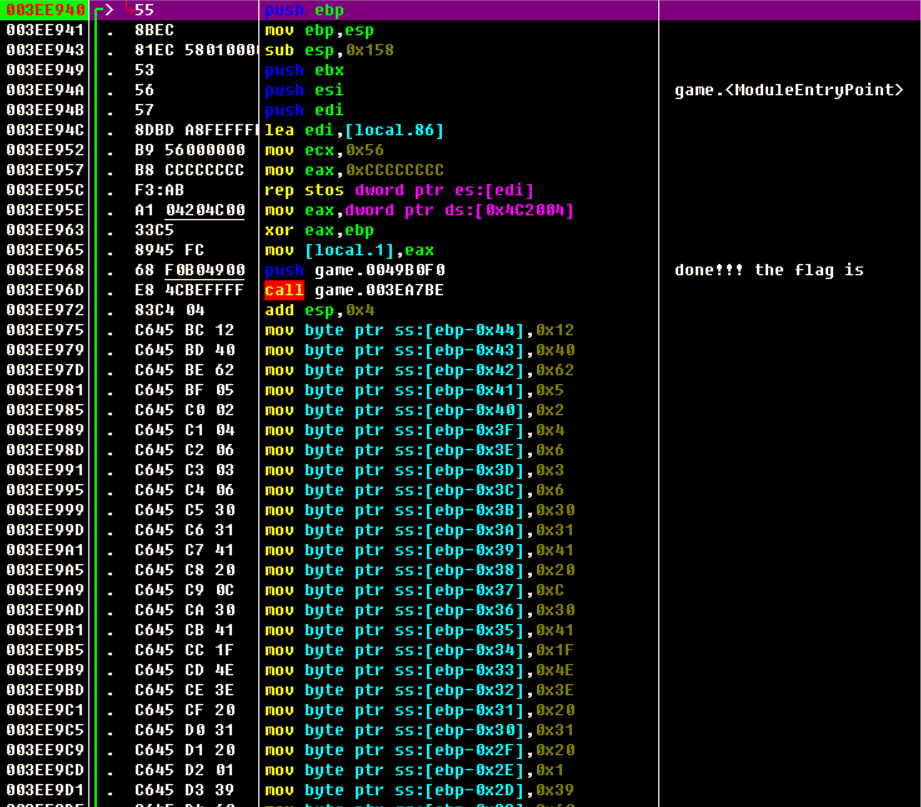 003EE940 > 55 push ebp
003EE941 . 8BEC mov ebp,esp
003EE943 . 81EC 58010000 sub esp,0x158
003EE949 . 53 push ebx
003EE94A . 56 push esi game.<ModuleEntryPoint>
003EE94B . 57 push edi
003EE94C . 8DBD A8FEFFFF lea edi,[local.86]
003EE952 . B9 56000000 mov ecx,0x56
003EE957 . B8 CCCCCCCC mov eax,0xCCCCCCCC
003EE95C . F3:AB rep stos dword ptr es:[edi]
003EE95E . A1 04204C00 mov eax,dword ptr ds:[0x4C2004]
003EE963 . 33C5 xor eax,ebp
003EE965 . 8945 FC mov [local.1],eax
003EE968 . 68 F0B04900 push game.0049B0F0 done!!! the flag is
003EE96D . E8 4CBEFFFF call game.003EA7BE
003EE972 . 83C4 04 add esp,0x4
003EE975 . C645 BC 12 mov byte ptr ss:[ebp-0x44],0x12
003EE979 . C645 BD 40 mov byte ptr ss:[ebp-0x43],0x40
003EE97D . C645 BE 62 mov byte ptr ss:[ebp-0x42],0x62
003EE981 . C645 BF 05 mov byte ptr ss:[ebp-0x41],0x5
003EE985 . C645 C0 02 mov byte ptr ss:[ebp-0x40],0x2
003EE989 . C645 C1 04 mov byte ptr ss:[ebp-0x3F],0x4
003EE98D . C645 C2 06 mov byte ptr ss:[ebp-0x3E],0x6
003EE991 . C645 C3 03 mov byte ptr ss:[ebp-0x3D],0x3
003EE995 . C645 C4 06 mov byte ptr ss:[ebp-0x3C],0x6
003EE999 . C645 C5 30 mov byte ptr ss:[ebp-0x3B],0x30
003EE99D . C645 C6 31 mov byte ptr ss:[ebp-0x3A],0x31
003EE9A1 . C645 C7 41 mov byte ptr ss:[ebp-0x39],0x41
003EE9A5 . C645 C8 20 mov byte ptr ss:[ebp-0x38],0x20
003EE9A9 . C645 C9 0C mov byte ptr ss:[ebp-0x37],0xC
003EE9AD . C645 CA 30 mov byte ptr ss:[ebp-0x36],0x30
003EE9B1 . C645 CB 41 mov byte ptr ss:[ebp-0x35],0x41
003EE9B5 . C645 CC 1F mov byte ptr ss:[ebp-0x34],0x1F
003EE9B9 . C645 CD 4E mov byte ptr ss:[ebp-0x33],0x4E
003EE9BD . C645 CE 3E mov byte ptr ss:[ebp-0x32],0x3E
003EE9C1 . C645 CF 20 mov byte ptr ss:[ebp-0x31],0x20
003EE9C5 . C645 D0 31 mov byte ptr ss:[ebp-0x30],0x31
003EE9C9 . C645 D1 20 mov byte ptr ss:[ebp-0x2F],0x20
003EE9CD . C645 D2 01 mov byte ptr ss:[ebp-0x2E],0x1
003EE9D1 . C645 D3 39 mov byte ptr ss:[ebp-0x2D],0x39